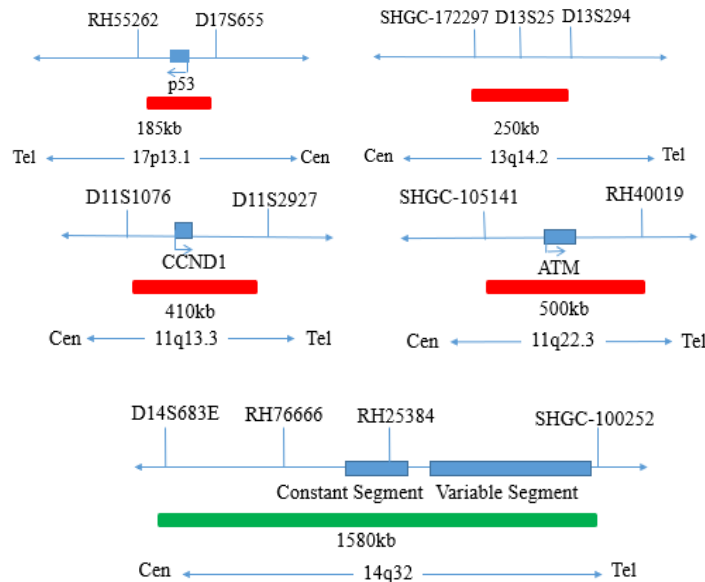 RH55262 D17S655
p53
185kb
Tel 17p13.1 Cen
SHGC-172297 D13S25 D13S294
250kb
Cen 13q14.2 Tel
D11S1076 D11S2927
CCND1
410kb
Cen 11q13.3 Tel
SHGC-105141 RH40019
ATM
500kb
Cen 11q22.3 Tel
D14S683E RH76666 RH25384 SHGC-100252
Constant Segment Variable Segment
1580kb
Cen 14q32 Tel